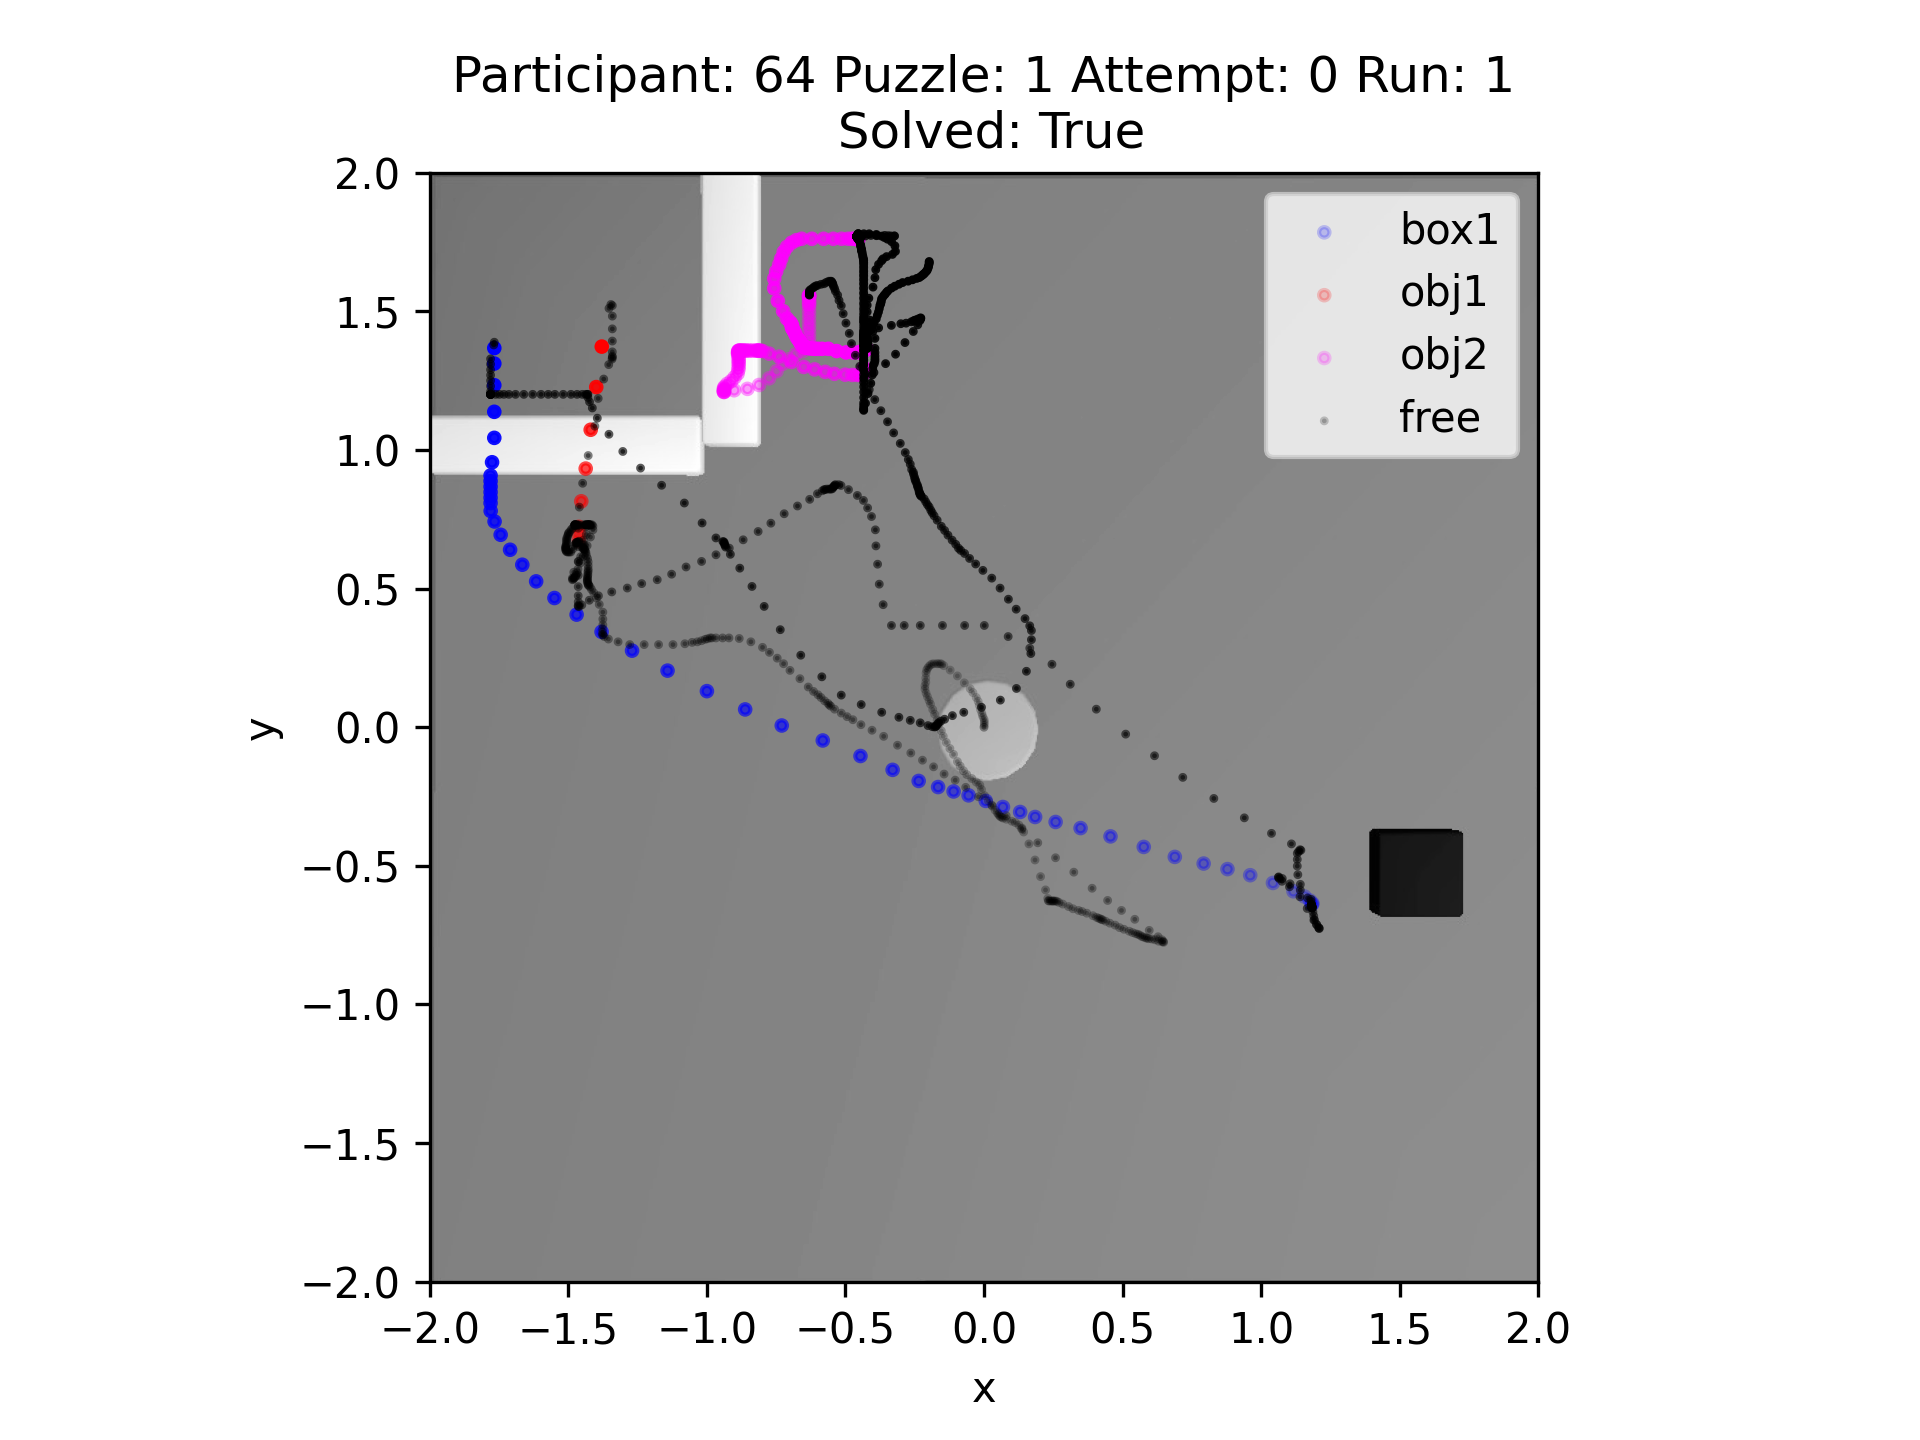 Participant: 64 Puzzle: 1 Attempt: 0 Run: 1
Solved: True
2.0
1.5
1.0
0.5
0.0
−0.5
−1.0
−1.5
−2.0
y
box1
obj1
obj2
free
−2.0 −1.5 −1.0 −0.5 0.0 0.5 1.0 1.5 2.0
x